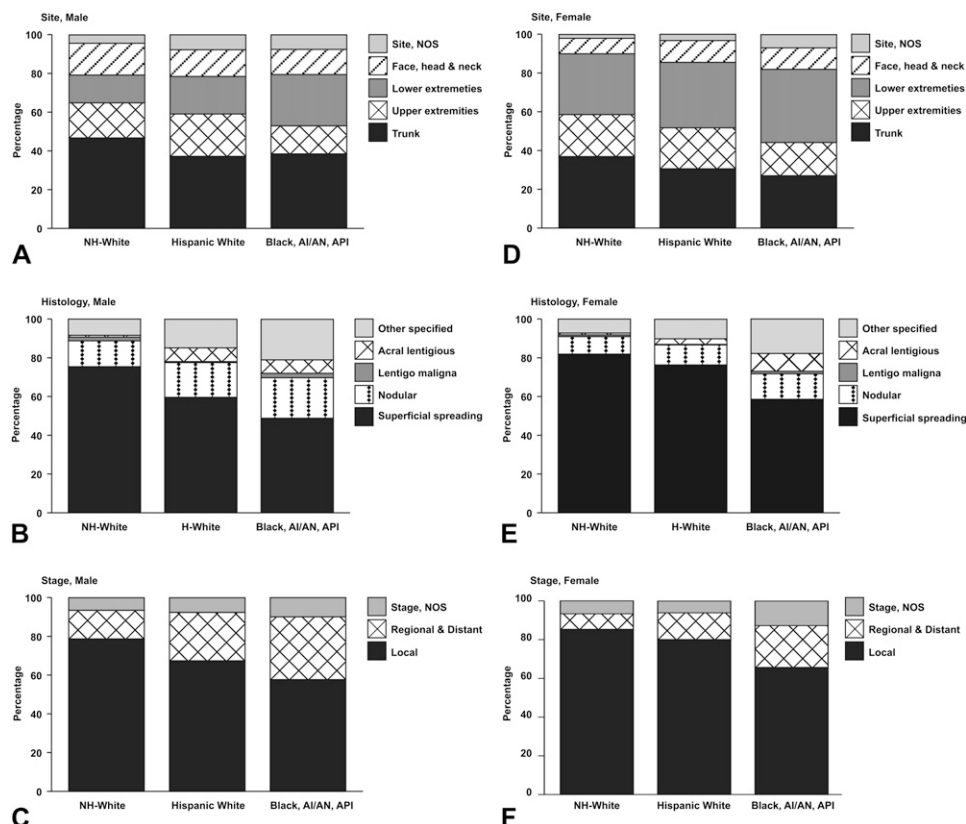 Site, Male
Percentage
100
80
60
40
20
0
NH-White
Hispanic White
Black, AI/AN, API
Site, NOS
Face, head & neck
Lower extremeties
Upper extremities
Trunk
A
Site, Female
Percentage
100
80
60
40
20
0
NH-White
Hispanic White
Black, AI/AN, API
Site, NOS
Face, head & neck
Lower extremeties
Upper extremities
Trunk
D
Histology, Male
Percentage
100
80
60
40
20
0
NH-White
H-White
Black, AI/AN, API
Other specified
Acral lentigious
Lentigo maligna
Nodular
Superficial spreading
B
Histology, Female
Percentage
100
80
60
40
20
0
NH-White
H-White
Black, AI/AN, API
Other specified
Acral lentigious
Lentigo maligna
Nodular
Superficial spreading
E
Stage, Male
Percentage
100
80
60
40
20
0
NH-White
Hispanic White
Black, AI/AN, API
Stage, NOS
Regional & Distant
Local
C
Stage, Female
Percentage
100
80
60
40
20
0
NH-White
Hispanic White
Black, AI/AN, API
Stage, NOS
Regional & Distant
Local
F